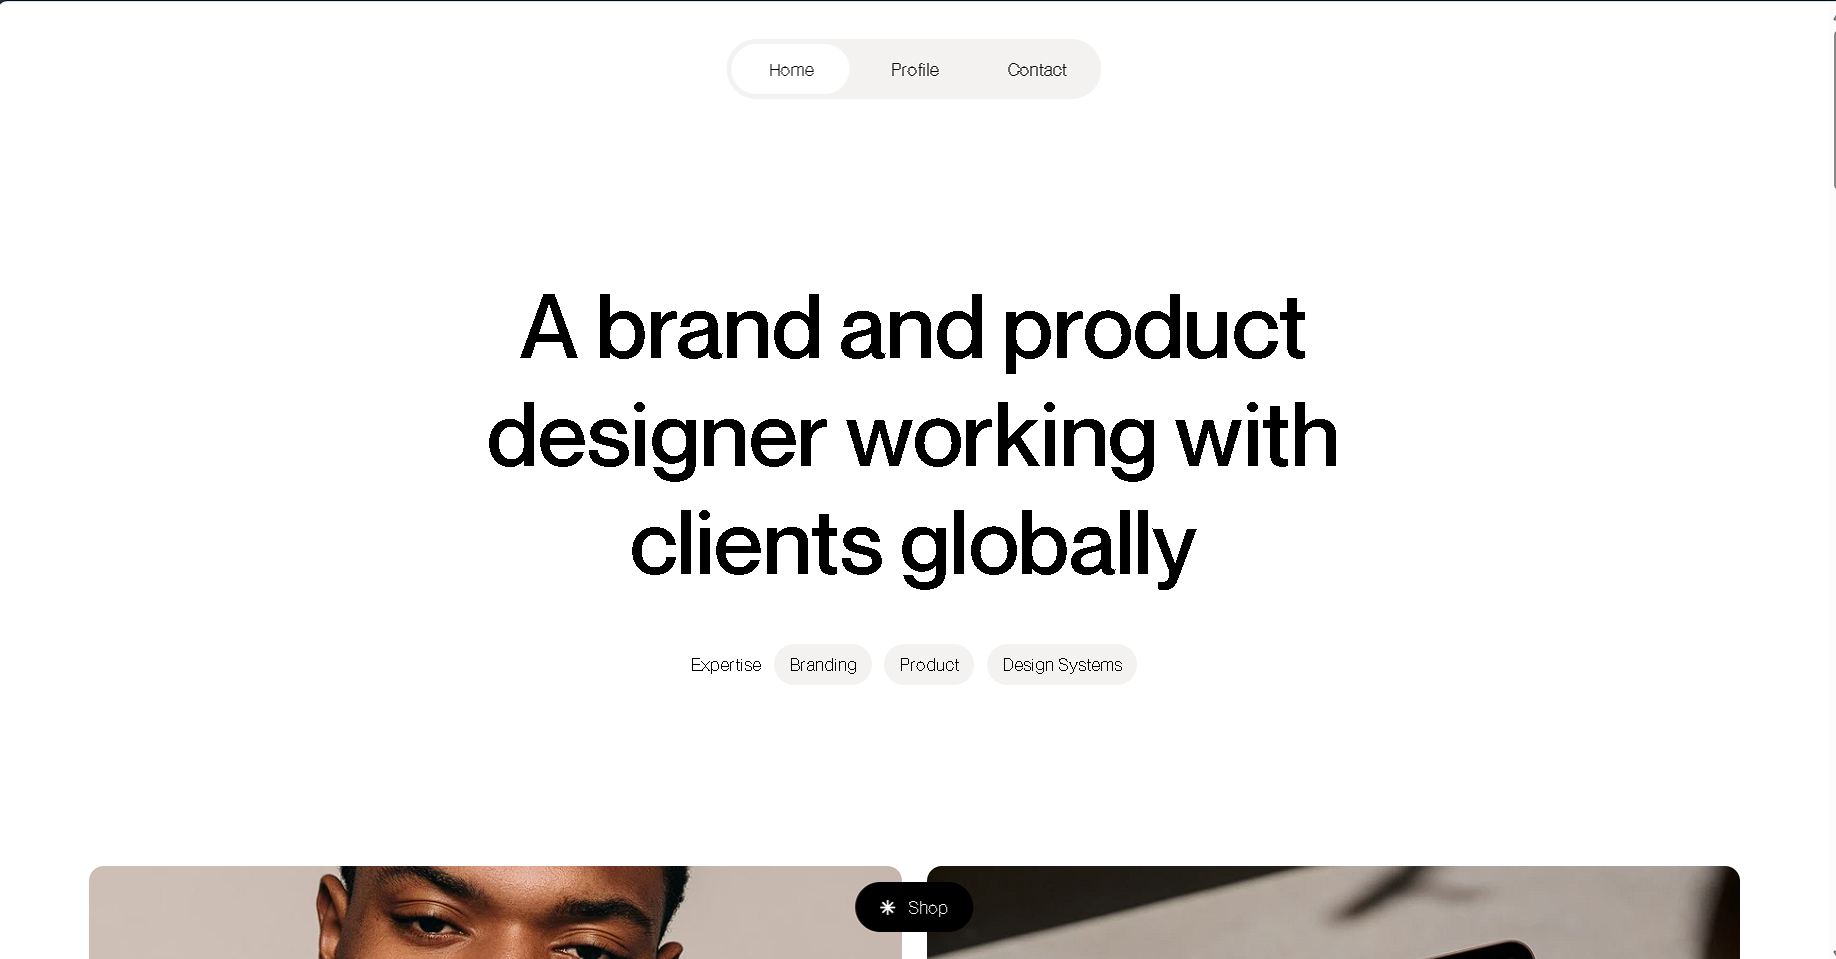 Home
Profile
Contact
A brand and product
designer working with
clients globally
Expertise
Branding
Product
Design Systems
Shop